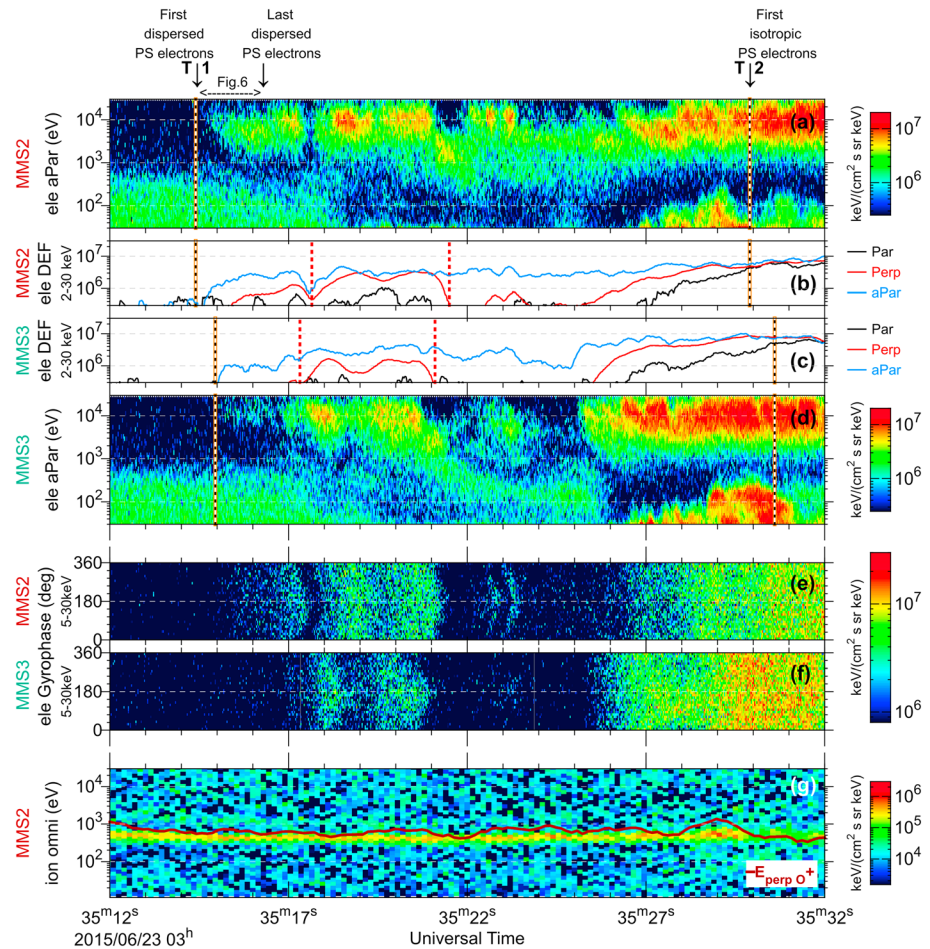 First
dispersed
PS electrons
Last
dispersed
PS electrons
First
isotropic
PS electrons
T 1
Fig.6
T 2
MMS2
ele aPar (eV)
10⁴
10³
10²
(a)
10⁷
10⁶
keV/(cm² s sr keV)
MMS2
ele DEF
2-30 keV
10⁷
10⁶
(b)
Par
Perp
aPar
MMS3
ele DEF
2-30 keV
10⁷
10⁶
(c)
Par
Perp
aPar
MMS3
ele aPar (eV)
10⁴
10³
10²
(d)
10⁷
10⁶
keV/(cm² s sr keV)
MMS2
MMS3
ele Gyrophase (deg)
5-30keV
5-30keV
360
180
0
(e)
360
180
0
(f)
10⁷
10⁶
keV/(cm² s sr keV)
MMS2
ion omni (eV)
10⁴
10³
10²
(g)
E perp O+
10⁶
10⁵
10⁴
keV/(cm² s sr keV)
35ᵐ12ˢ 35ᵐ17ˢ 35ᵐ22ˢ 35ᵐ27ˢ 35ᵐ32ˢ
2015/06/23 03ʰ
Universal Time